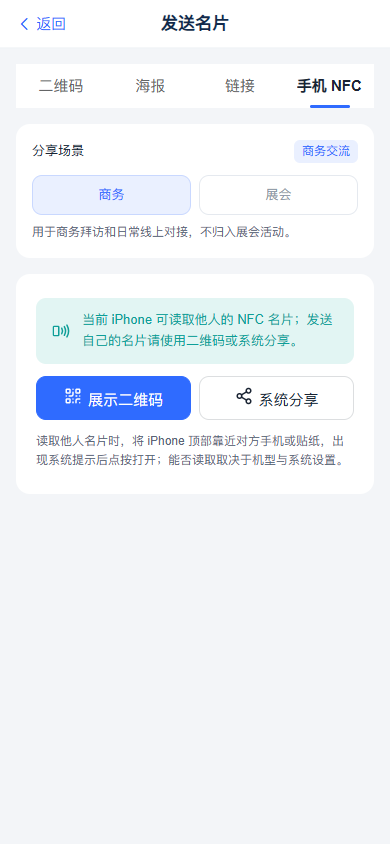 返回
发送名片
二维码
海报
链接
手机 NFC
分享场景
商务交流
商务
展会
用于商务拜访和日常线上对接，不归入展会活动。
当前 iPhone 可读取他人的 NFC 名片；发送
自己的名片请使用二维码或系统分享。
展示二维码
系统分享
读取他人名片时，将 iPhone 顶部靠近对方手机或贴纸，出
现系统提示后点按打开；能否读取取决于机型与系统设置。